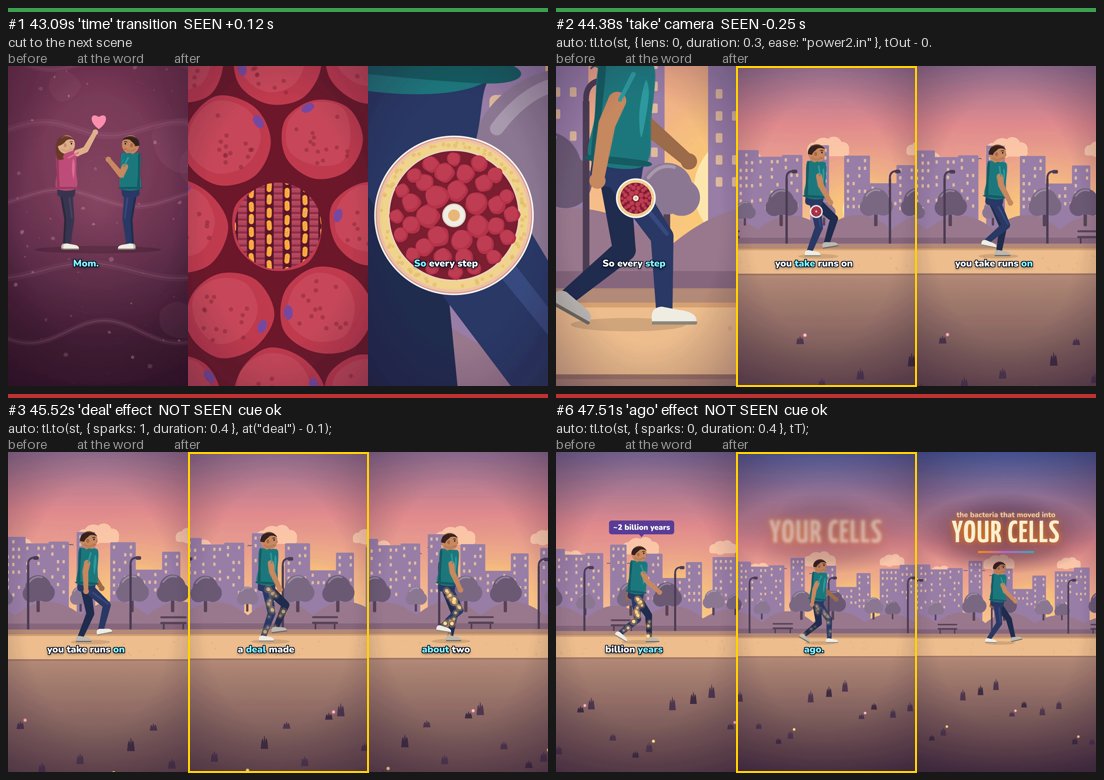 #1 43.09s 'time' transition  SEEN +0.12 s
cut to the next scene
before at the word after
Mom.
So every step
#2 44.38s 'take' camera  SEEN -0.25 s
auto: tl.to(st, { lens: 0, duration: 0.3, ease: "power2.in" }, tOut - 0.
before at the word after
So every step
you take runs on
you take runs on
#3 45.52s 'deal' effect  NOT SEEN  cue ok
auto: tl.to(st, { sparks: 1, duration: 0.4 }, at("deal") - 0.1);
before at the word after
you take runs on
a deal made
about two
#6 47.51s 'ago' effect  NOT SEEN  cue ok
auto: tl.to(st, { sparks: 0, duration: 0.4 }, tT);
before at the word after
~2 billion years
billion years
YOUR CELLS
ago.
the bacteria that moved into
YOUR CELLS